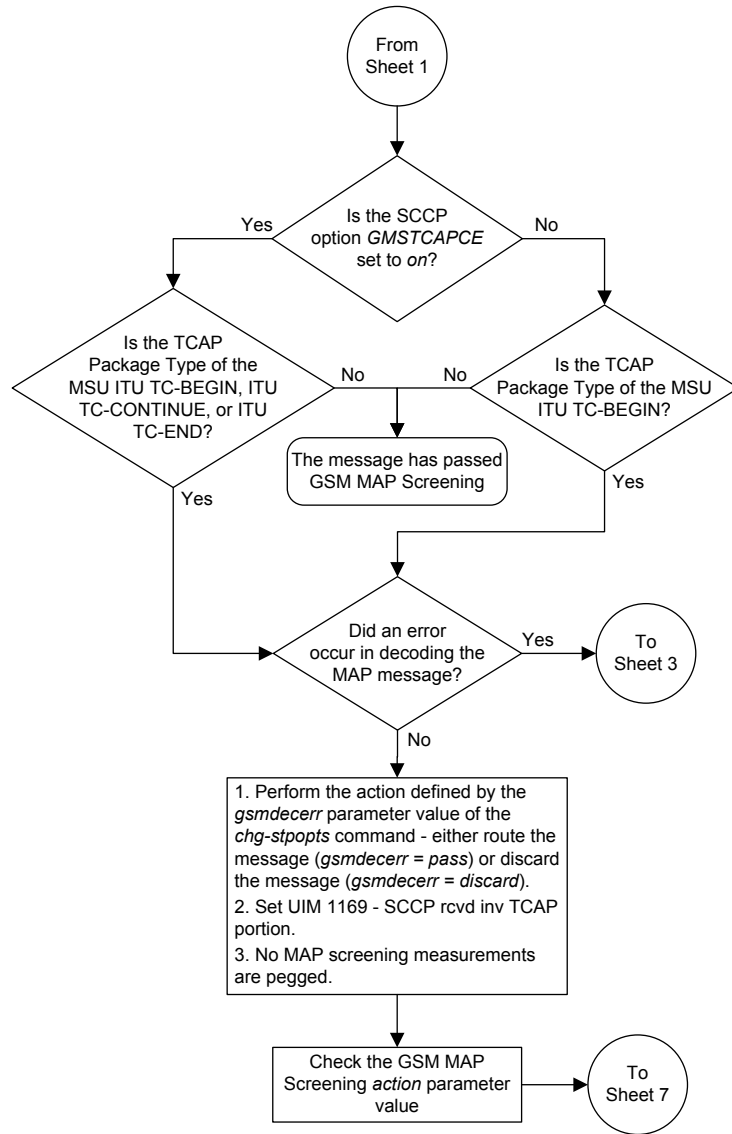 From
Sheet 1
Is the SCCP
option GMSTCAPCE
set to on?
Yes
No
Is the TCAP
Package Type of the
MSU ITU TC-BEGIN, ITU
TC-CONTINUE, or ITU
TC-END?
No
No
Is the TCAP
Package Type of the MSU
ITU TC-BEGIN?
The message has passed
GSM MAP Screening
Yes
Yes
Did an error
occur in decoding the
MAP message?
Yes
To
Sheet 3
No
1. Perform the action defined by the
gsmdecerr parameter value of the
chg-stpopts command - either route the
message (gsmdecerr = pass) or discard
the message (gsmdecerr = discard).
2. Set UIM 1169 - SCCP rcvd inv TCAP
portion.
3. No MAP screening measurements
are pegged.
Check the GSM MAP
Screening action parameter
value
To
Sheet 7